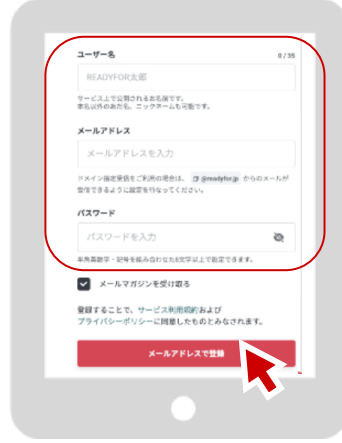 ユーザー名
0 / 35
READYFOR太郎
サービス上で公開されるお名前です。
本名以外のあだ名、ニックネームも可能です。
メールアドレス
メールアドレスを入力
ドメイン指定受信をご利用の場合は、 @readyfor.jp からのメールが
受信できるように設定を行なってください。
パスワード
パスワードを入力
半角英数字・記号を組み合わせた8文字以上で設定できます。
メールマガジンを受け取る
登録することで、サービス利用規約および
プライバシーポリシーに同意したものとみなされます。
メールアドレスで登録